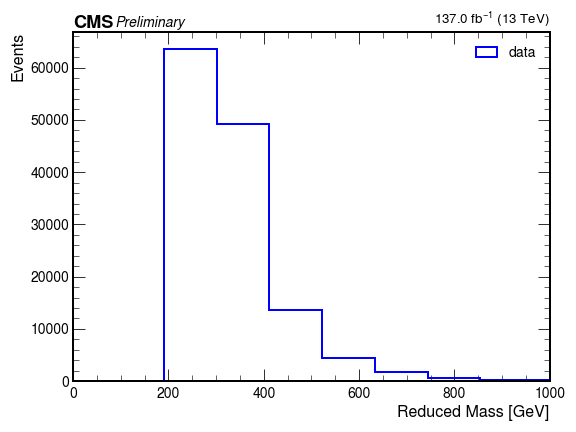 CMS Preliminary
137.0 fb⁻¹ (13 TeV)
Events
data
60000
50000
40000
30000
20000
10000
0
0 200 400 600 800 1000
Reduced Mass [GeV]